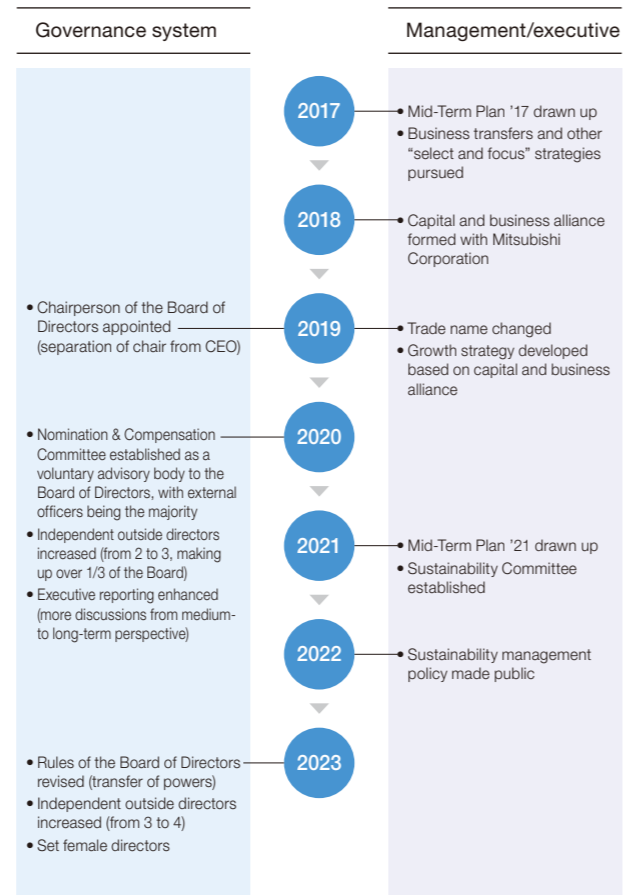 Governance system
Management/executive
2017
• Mid-Term Plan ’17 drawn up
• Business transfers and other
“select and focus” strategies
pursued
2018
• Capital and business alliance
formed with Mitsubishi
Corporation
• Chairperson of the Board of
Directors appointed
(separation of chair from CEO)
2019
• Trade name changed
• Growth strategy developed
based on capital and business
alliance
• Nomination & Compensation
Committee established as a
voluntary advisory body to the
Board of Directors, with external
officers being the majority
• Independent outside directors
increased (from 2 to 3, making
up over 1/3 of the Board)
• Executive reporting enhanced
(more discussions from medium-
to long-term perspective)
2020
2021
• Mid-Term Plan ’21 drawn up
• Sustainability Committee
established
2022
• Sustainability management
policy made public
• Rules of the Board of Directors
revised (transfer of powers)
• Independent outside directors
increased (from 3 to 4)
• Set female directors
2023